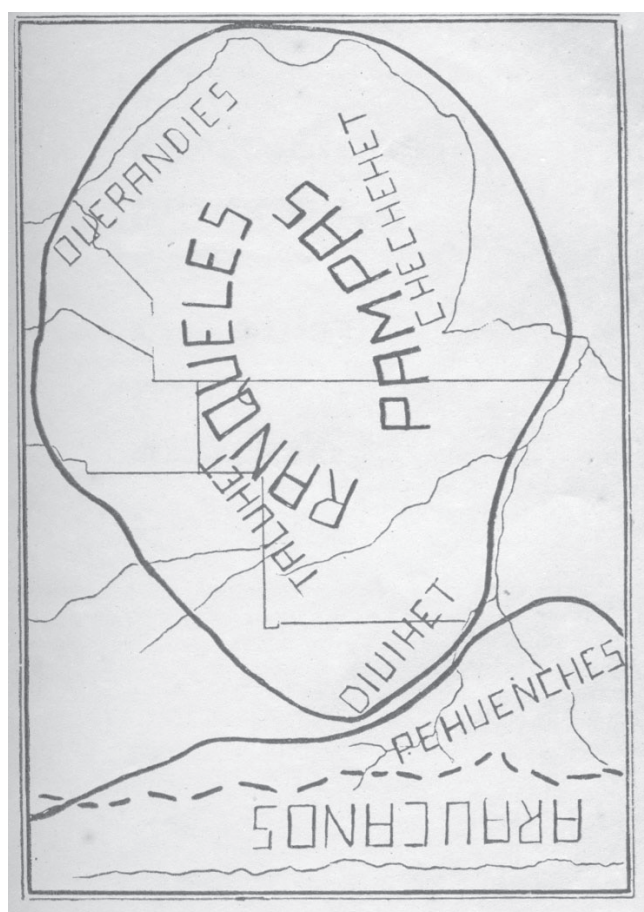 QUERANDIES
CHECHEHET
PAMPAS
RANQUELES
TALUHET
DIUIHET
PEHUENCHES
ARAUCANOS